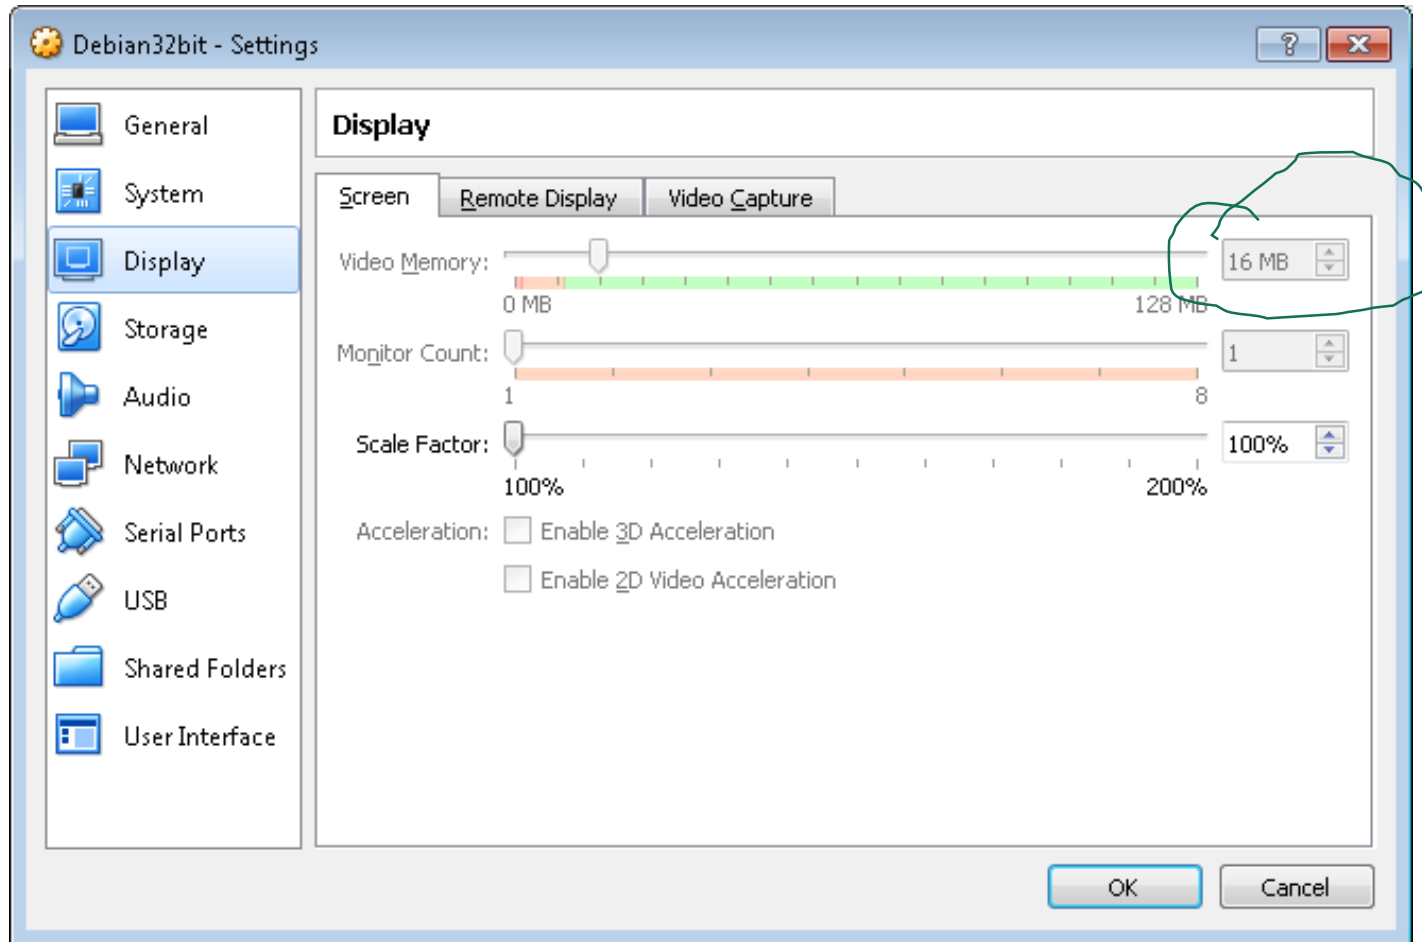 Debian32bit - Settings
General
System
Display
Storage
Audio
Network
Serial Ports
USB
Shared Folders
User Interface
Display
Screen Remote Display Video Capture
Video Memory: 16 MB
0 MB 128 MB
Monitor Count: 1
1 8
Scale Factor: 100%
100% 200%
Acceleration: Enable 3D Acceleration
Enable 2D Video Acceleration
OK Cancel